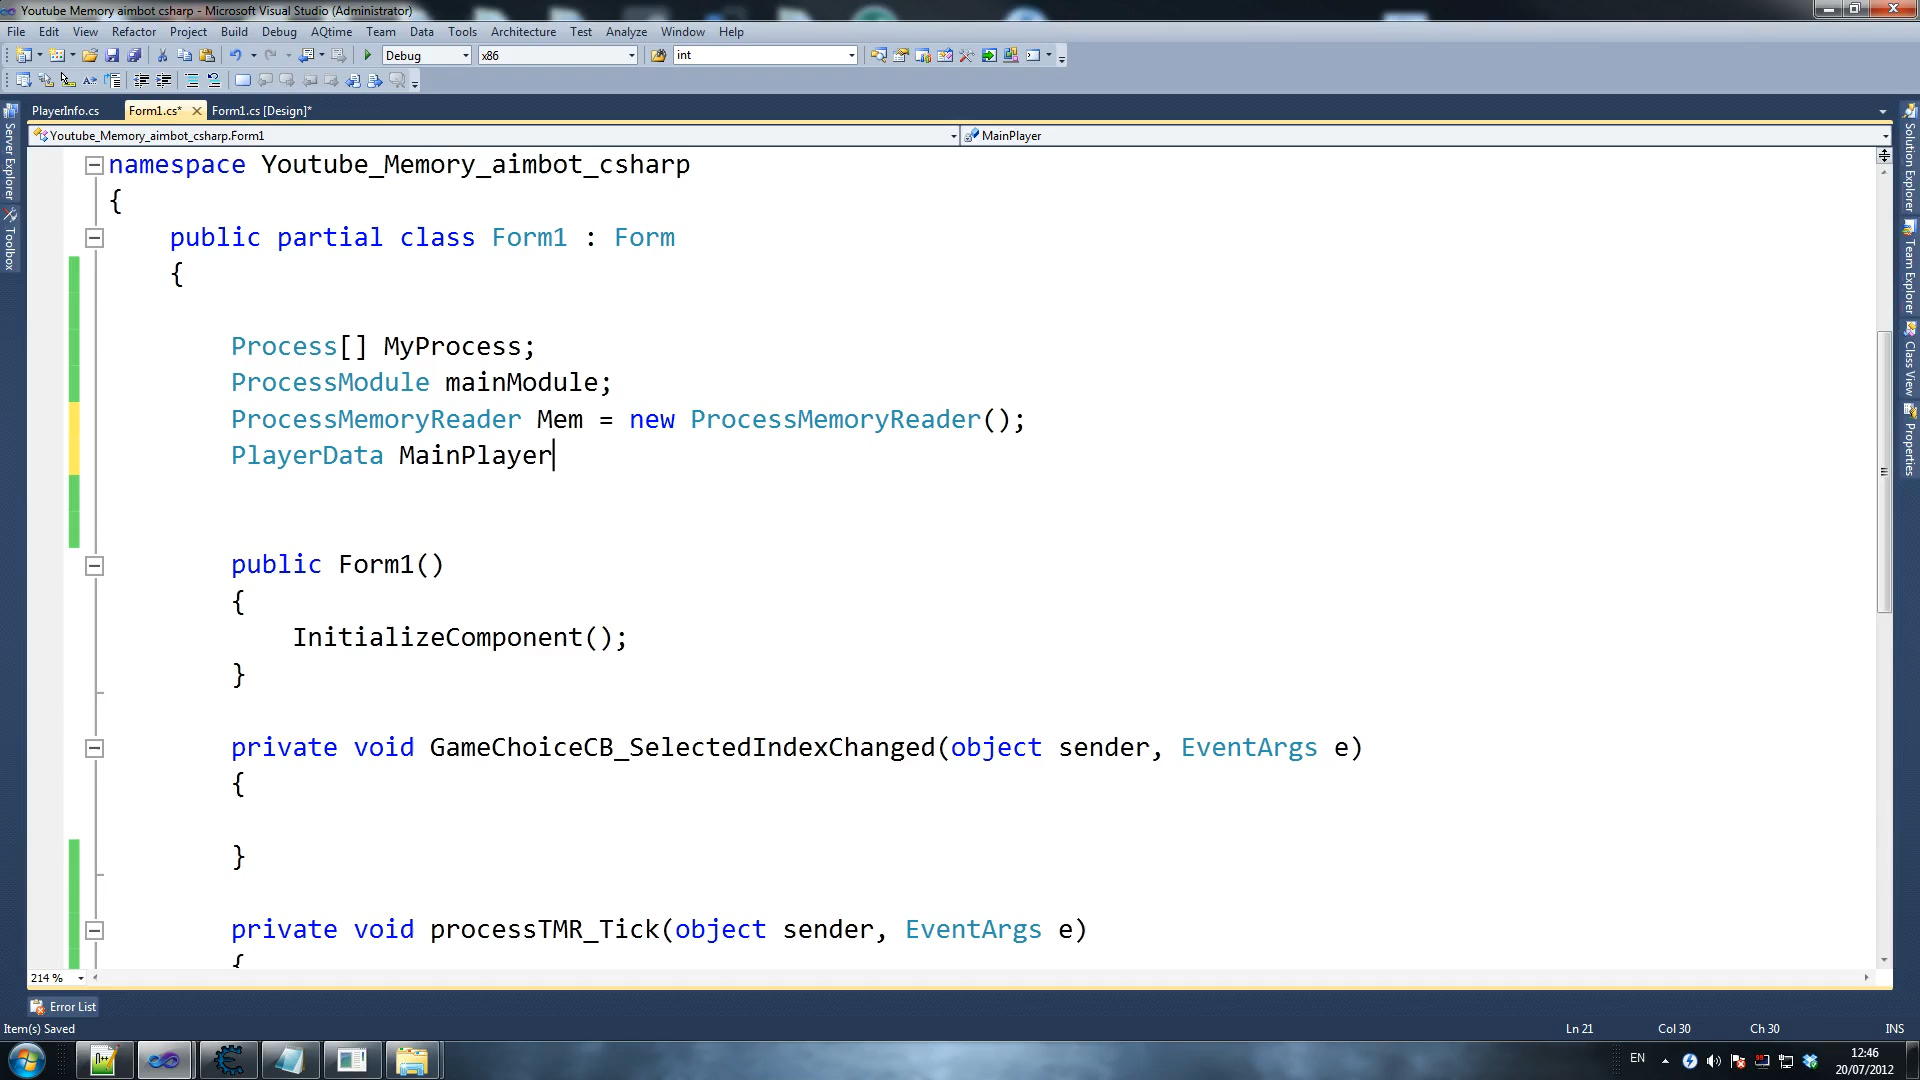 Youtube Memory aimbot csharp - Microsoft Visual Studio (Administrator)
File Edit View Refactor Project Build Debug AQtime Team Data Tools Architecture Test Analyze Window Help
Debug x86 int
PlayerInfo.cs Form1.cs* Form1.cs [Design]*
Youtube_Memory_aimbot_csharp.Form1 MainPlayer
Server Explorer
Toolbox
Solution Explorer
Team Explorer
Class View
Properties
namespace Youtube_Memory_aimbot_csharp
{
public partial class Form1 : Form
{
Process[] MyProcess;
ProcessModule mainModule;
ProcessMemoryReader Mem = new ProcessMemoryReader();
PlayerData MainPlayer
public Form1()
{
InitializeComponent();
}
private void GameChoiceCB_SelectedIndexChanged(object sender, EventArgs e)
{
}
private void processTMR_Tick(object sender, EventArgs e)
{
214 %
Error List
Item(s) Saved Ln 21 Col 30 Ch 30 INS
EN 12:46
20/07/2012